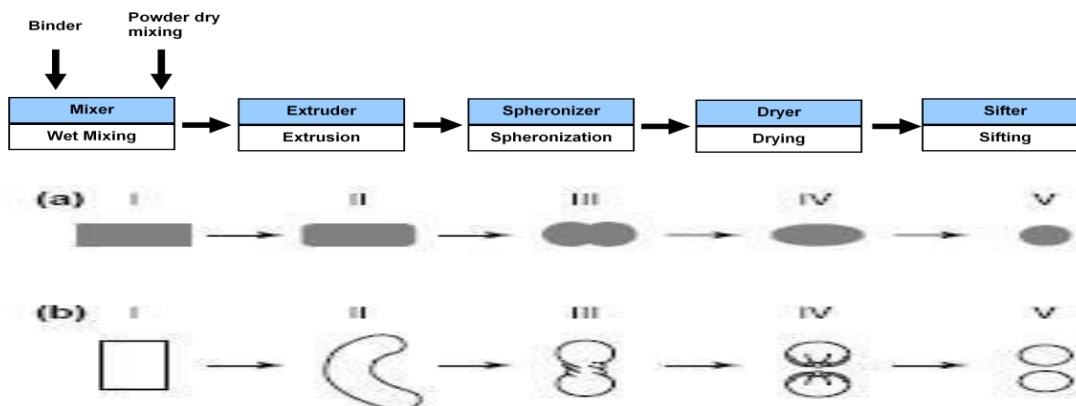 Binder
Powder dry
mixing
Mixer
Wet Mixing
Extruder
Extrusion
Spheronizer
Spheronization
Dryer
Drying
Sifter
Sifting
(a) I II III IV V
(b) I II III IV V